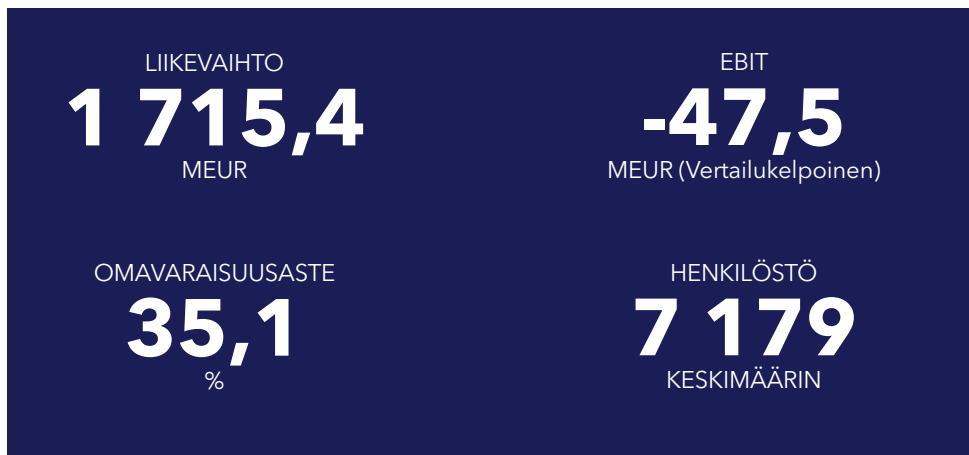 LIIKEVAIHTO
1 715,4
MEUR
EBIT
-47,5
MEUR (Vertailukelpoinen)
OMAVARAISUUSASTE
35,1
%
HENKILÖSTÖ
7 179
KESKIMÄÄRIN